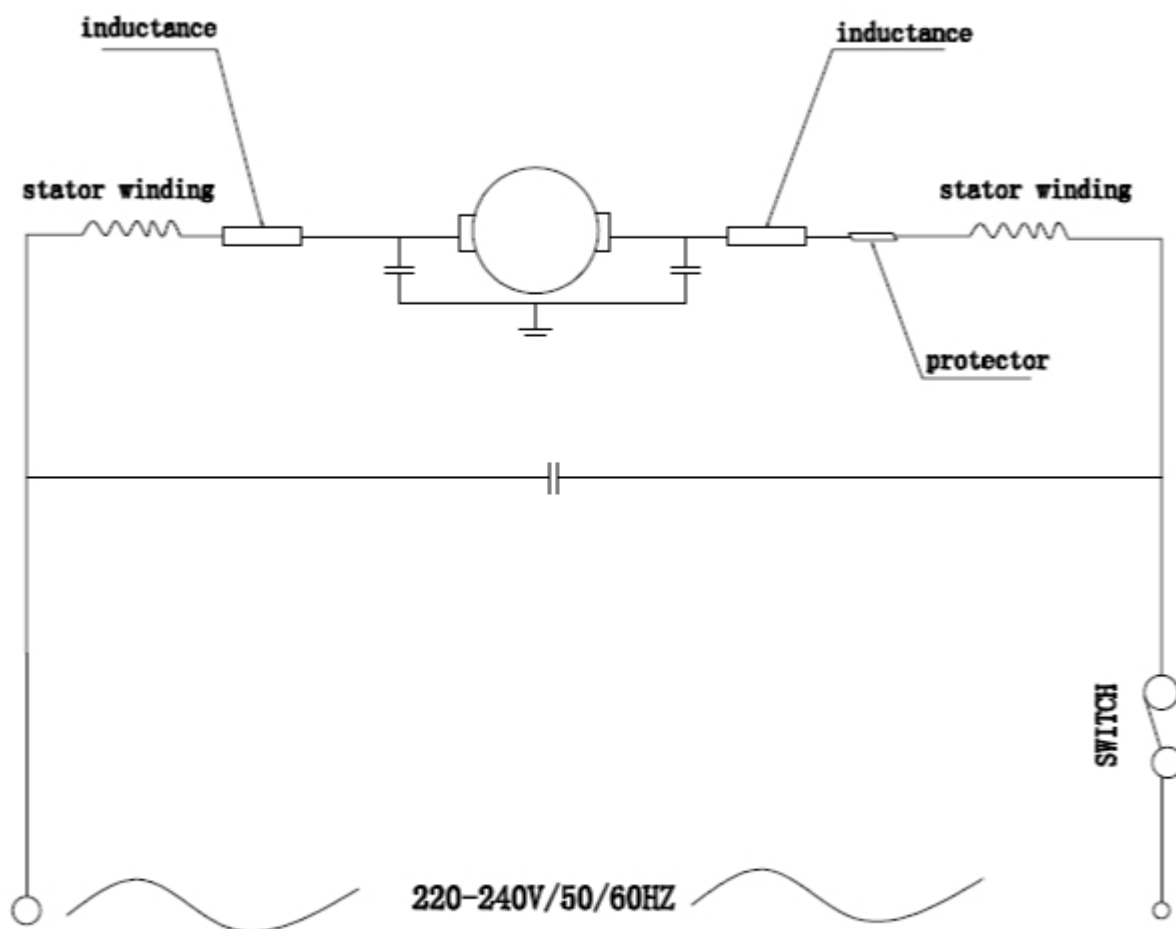 inductance
inductance
stator winding
stator winding
protector
SWITCH
220-240V/50/60HZ